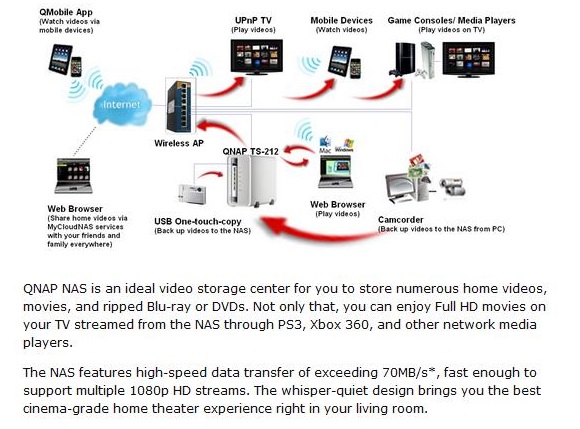 QMobile App
(Watch videos via
mobile devices)
UPnP TV
(Play videos)
Mobile Devices
(Watch videos)
Game Consoles/ Media Players
(Play videos on TV)
Internet
Wireless AP
QNAP TS-212
Mac
Windows
Web Browser
(Share home videos via
MyCloudNAS services
with your friends and
family everywhere)
USB One-touch-copy
(Back up videos to the NAS)
Web Browser
(Play videos)
Camcorder
(Back up videos to the NAS from PC)
QNAP NAS is an ideal video storage center for you to store numerous home videos,
movies, and ripped Blu-ray or DVDs. Not only that, you can enjoy Full HD movies on
your TV streamed from the NAS through PS3, Xbox 360, and other network media
players.
The NAS features high-speed data transfer of exceeding 70MB/s*, fast enough to
support multiple 1080p HD streams. The whisper-quiet design brings you the best
cinema-grade home theater experience right in your living room.